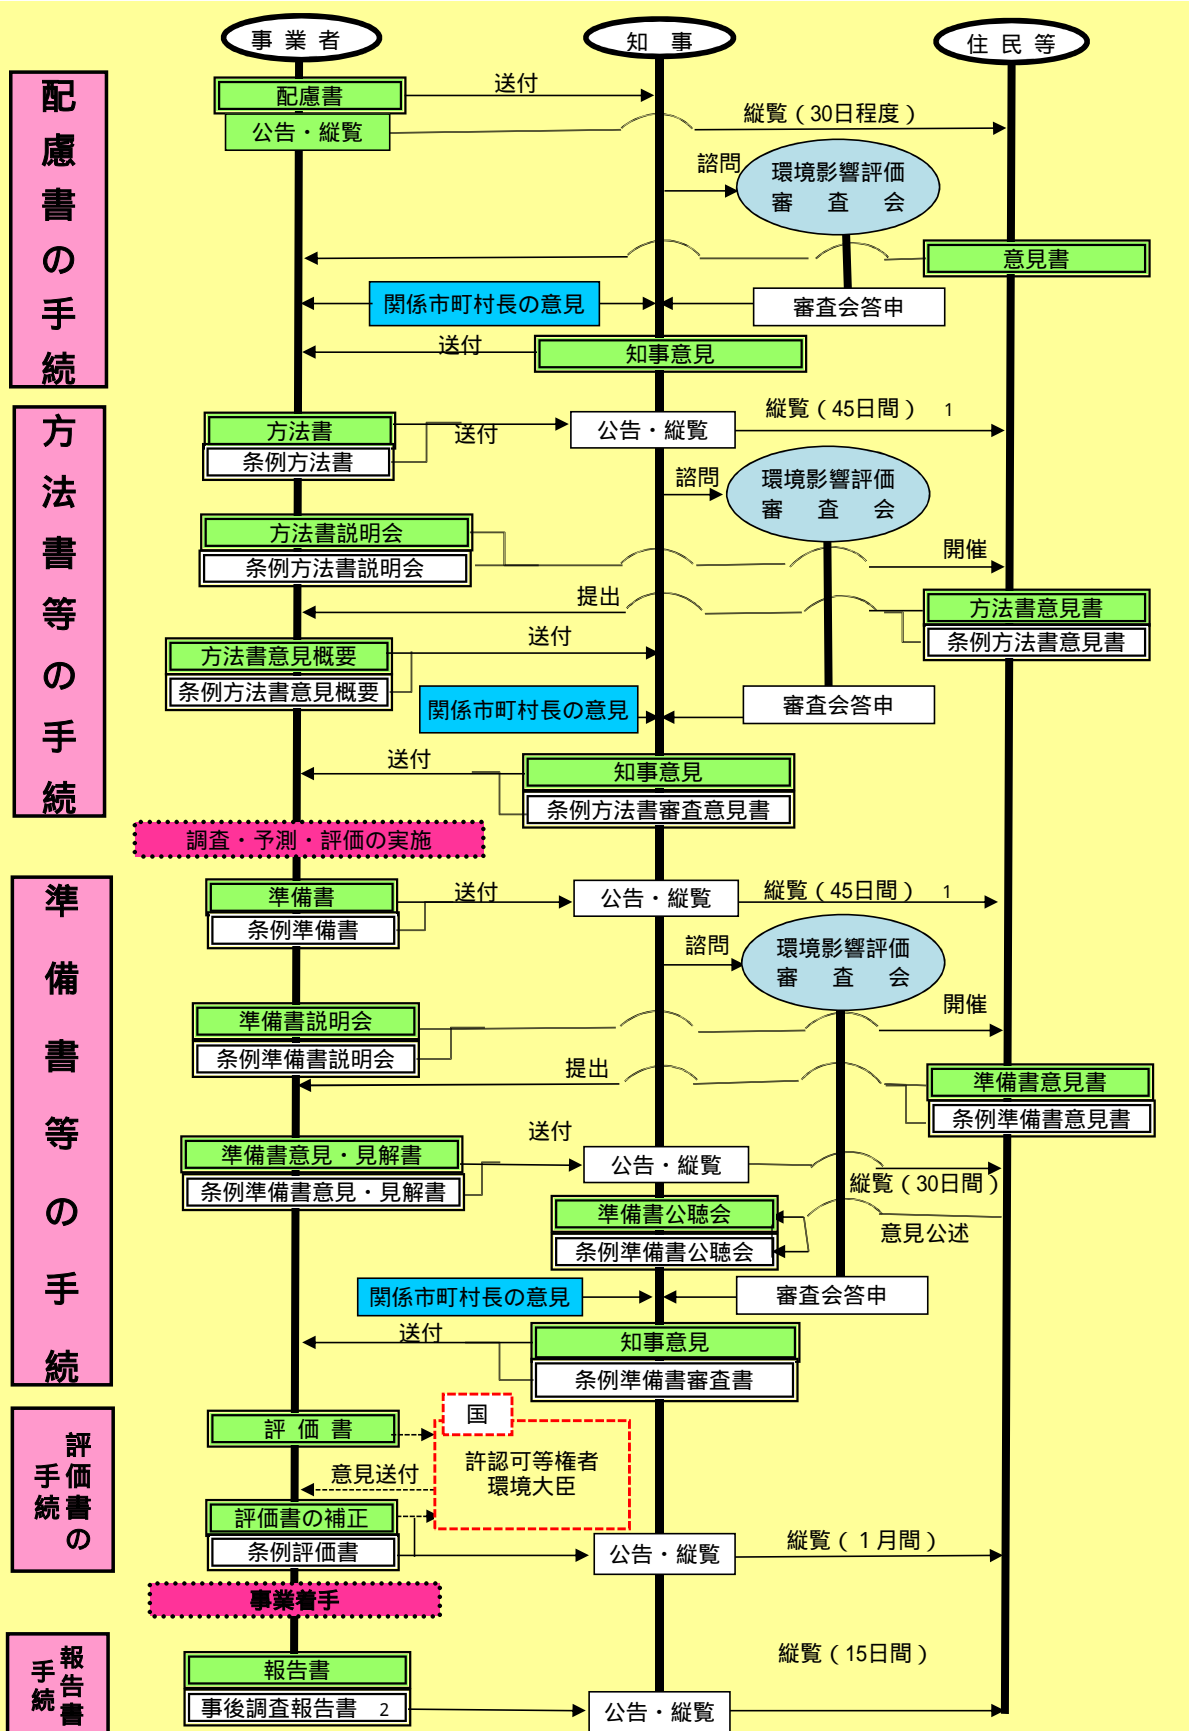 事業者
知 事
住民等
配慮書の手続
配慮書
送付
公告・縦覧
縦覧（30日程度）
諮問
環境影響評価
審 査 会
意見書
関係市町村長の意見
審査会答申
送付
知事意見
方法書等の手続
方法書
条例方法書
送付
公告・縦覧
縦覧（45日間） 1
諮問
環境影響評価
審 査 会
方法書説明会
条例方法書説明会
開催
提出
方法書意見書
条例方法書意見書
方法書意見概要
条例方法書意見概要
送付
関係市町村長の意見
審査会答申
送付
知事意見
条例方法書審査意見書
調査・予測・評価の実施
準備書等の手続
準備書
条例準備書
送付
公告・縦覧
縦覧（45日間） 1
諮問
環境影響評価
審 査 会
準備書説明会
条例準備書説明会
開催
提出
準備書意見書
条例準備書意見書
準備書意見・見解書
条例準備書意見・見解書
送付
公告・縦覧
縦覧（30日間）
準備書公聴会
条例準備書公聴会
意見公述
関係市町村長の意見
審査会答申
送付
知事意見
条例準備書審査書
評価書の
手続
評 価 書
国
許認可等権者
環境大臣
意見送付
評価書の補正
条例評価書
公告・縦覧
縦覧（１月間）
事業着手
報告書
手続
報告書
事後調査報告書 2
公告・縦覧
縦覧（15日間）